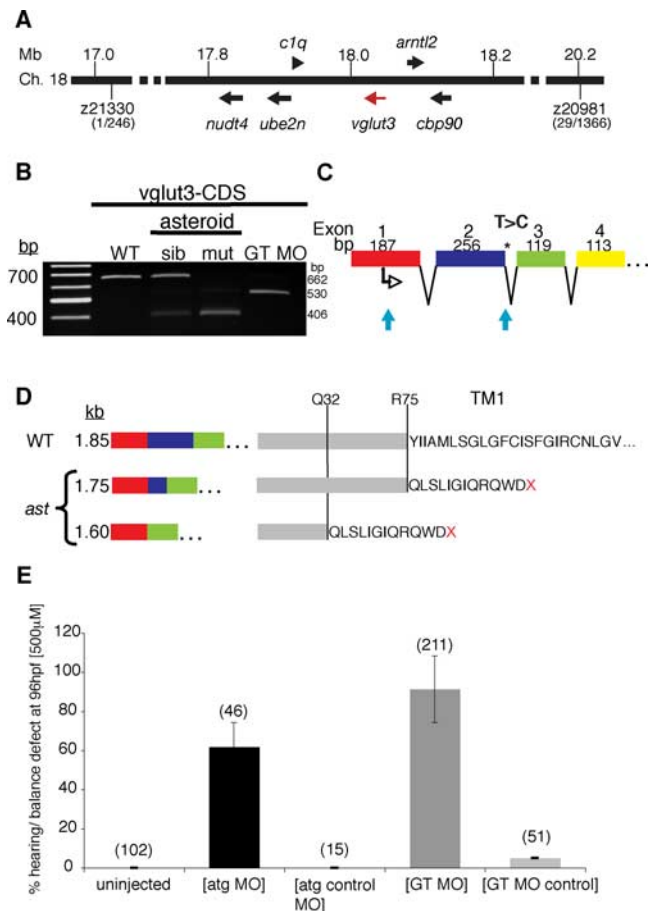 A
c1q arntl2
Mb 17.0 17.8 18.0 18.2 20.2
Ch. 18
z21330 z20981
(1/246) (29/1366)
nudt4 ube2n vglut3 cbp90
B
vglut3-CDS
asteroid
bp WT sib mut GT MO
bp
700 662
530
400 406
C
T>C
Exon 1 2 3 4
bp 187 256 * 119 113
...
D
kb Q32 R75 TM1
WT 1.85 ... YIIAMLSGLGFCISFGIRCNLGV...
ast 1.75 ... QLSLIGIQRQWDX
1.60 ... QLSLIGIQRQWDX
E
% hearing/ balance defect at 96hpf [500µM]
120
100
80
60
40
20
0
(102) (46) (15) (211) (51)
uninjected [atg MO] [atg control MO] [GT MO] [GT MO control]